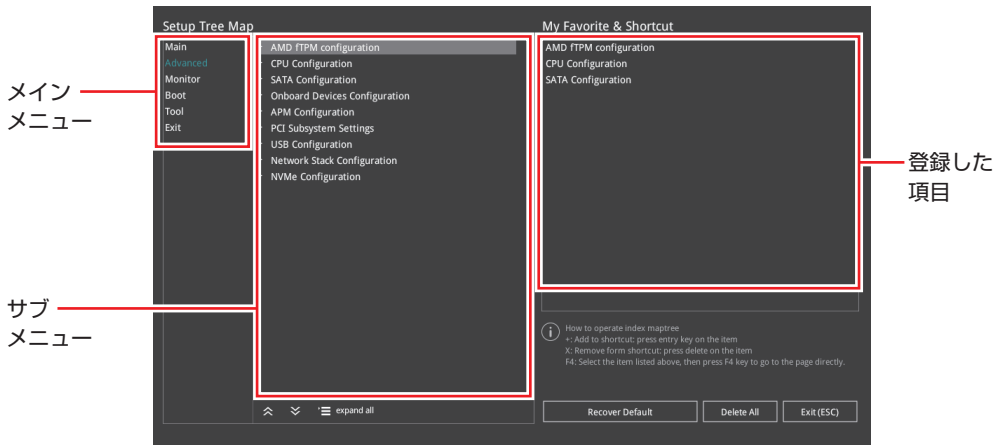 Setup Tree Map
My Favorite & Shortcut
メイン
メニュー
Main
Advanced
Monitor
Boot
Tool
Exit
AMD fTPM configuration
CPU Configuration
SATA Configuration
Onboard Devices Configuration
APM Configuration
PCI Subsystem Settings
USB Configuration
Network Stack Configuration
NVMe Configuration
AMD fTPM configuration
CPU Configuration
SATA Configuration
登録した
項目
サブ
メニュー
How to operate index maptree
+: Add to shortcut: press entry key on the item
X: Remove form shortcut: press delete on the item
F4: Select the item listed above, then press F4 key to go to the page directly.
expand all
Recover Default
Delete All
Exit (ESC)